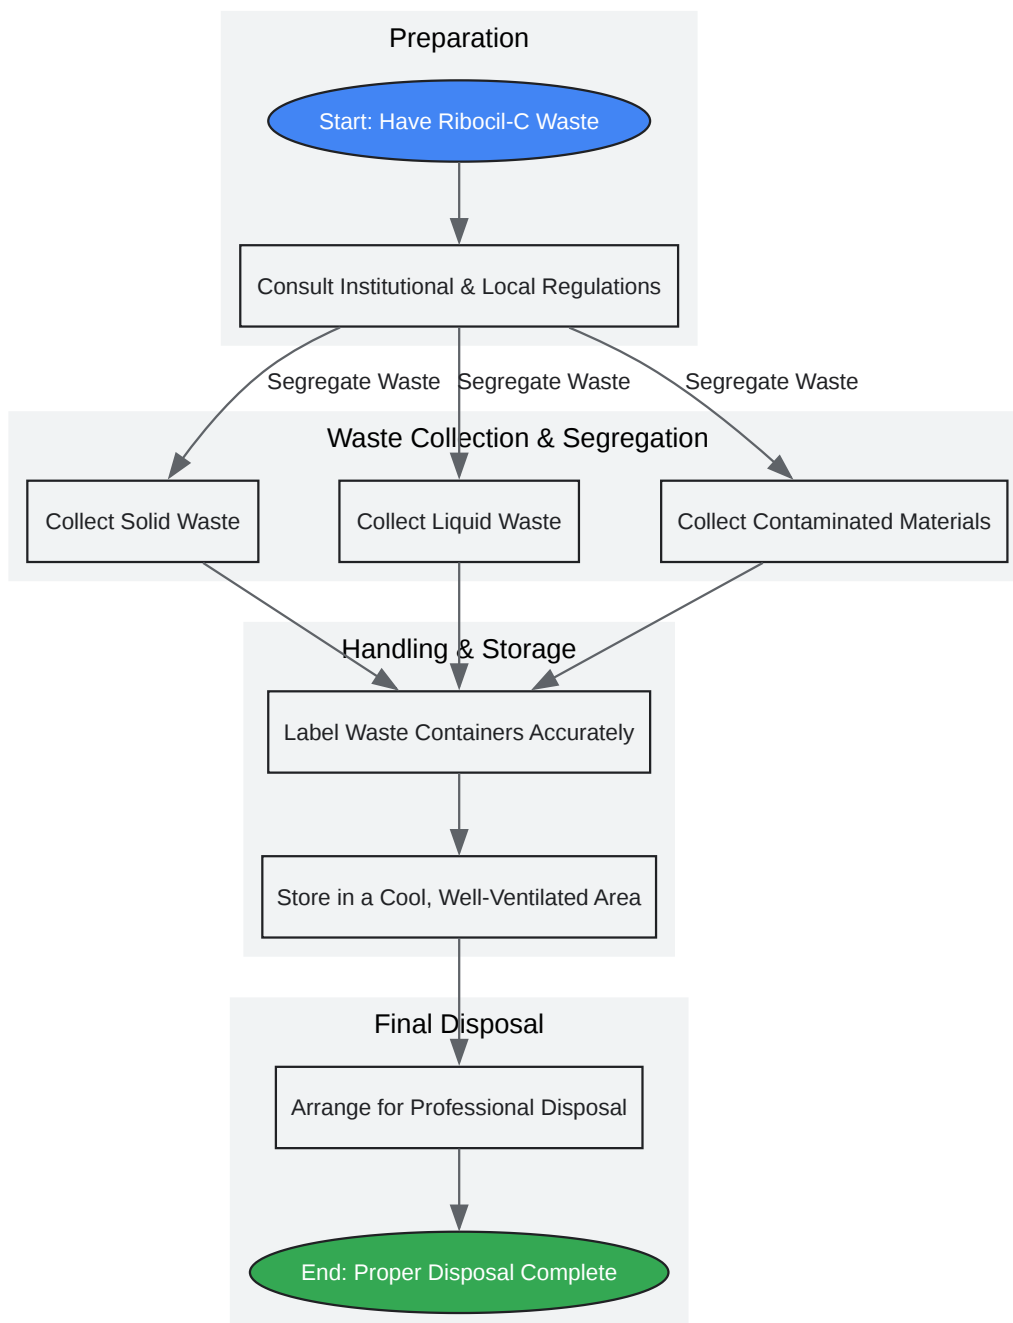 Preparation
Start: Have Ribocil-C Waste
Consult Institutional & Local Regulations
Segregate Waste
Segregate Waste
Segregate Waste
Waste Collection & Segregation
Collect Solid Waste
Collect Liquid Waste
Collect Contaminated Materials
Handling & Storage
Label Waste Containers Accurately
Store in a Cool, Well-Ventilated Area
Final Disposal
Arrange for Professional Disposal
End: Proper Disposal Complete